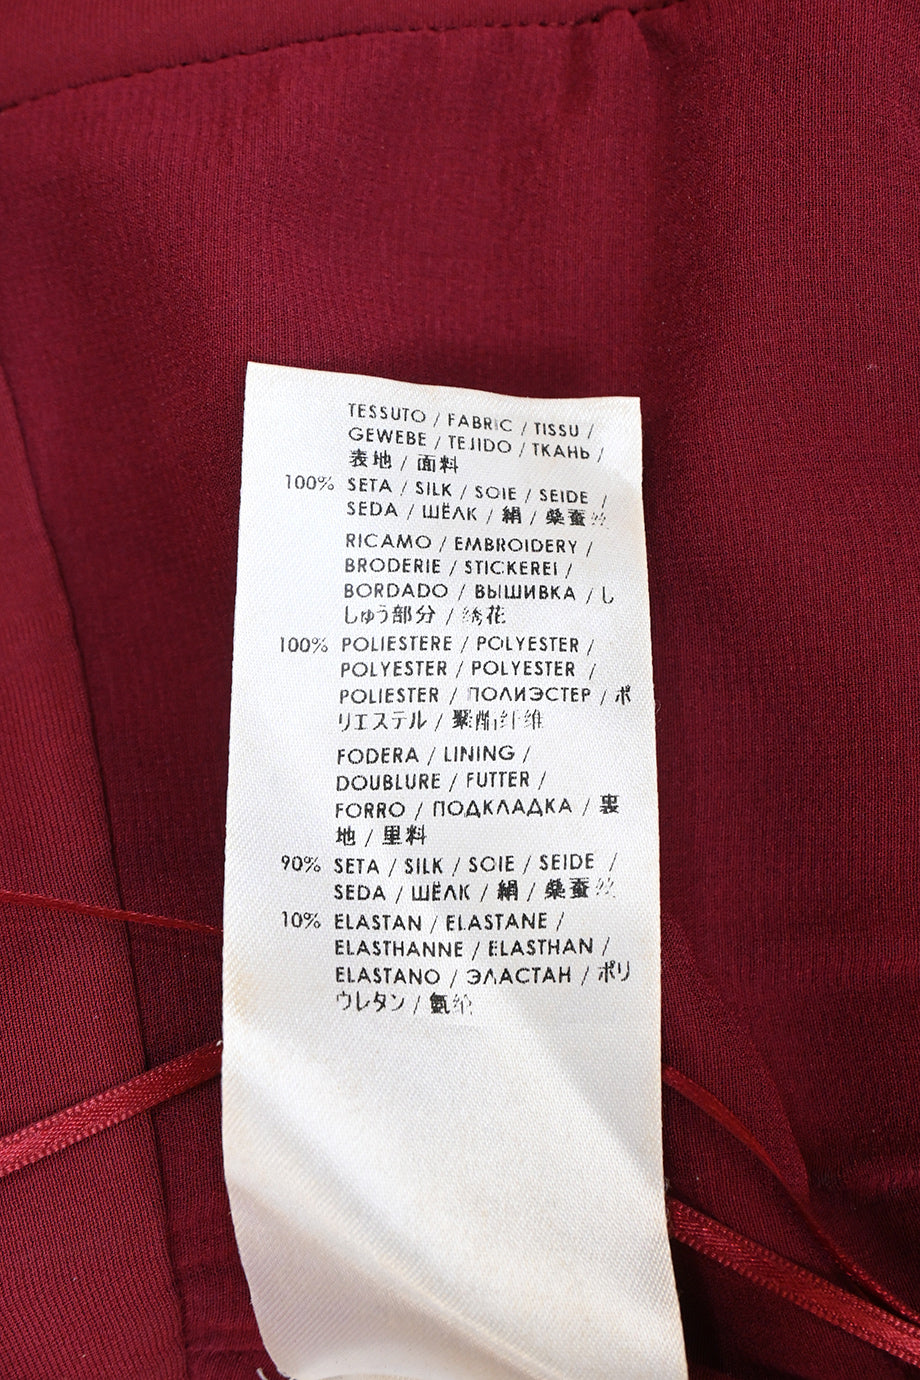 TESSUTO / FABRIC / TISSU /
GEWEBE / TEJIDO / ТКАНЬ /
表地 / 面料
100% SETA / SILK / SOIE / SEIDE /
SEDA / ШЁЛК / 絹 / 桑蚕丝
RICAMO / EMBROIDERY /
BRODERIE / STICKEREI /
BORDADO / ВЫШИВКА / し
しゅう部分 / 绣花
100% POLIESTERE / POLYESTER /
POLYESTER / POLYESTER /
POLIESTER / ПОЛИЭСТЕР / ポ
リエステル / 聚酯纤维
FODERA / LINING /
DOUBLURE / FUTTER /
FORRO / ПОДКЛАДКА / 裏
地 / 里料
90% SETA / SILK / SOIE / SEIDE /
SEDA / ШЁЛК / 絹 / 桑蚕丝
10% ELASTAN / ELASTANE /
ELASTHANNE / ELASTHAN /
ELASTANO / ЭЛАСТАН / ポリ
ウレタン / 氨纶